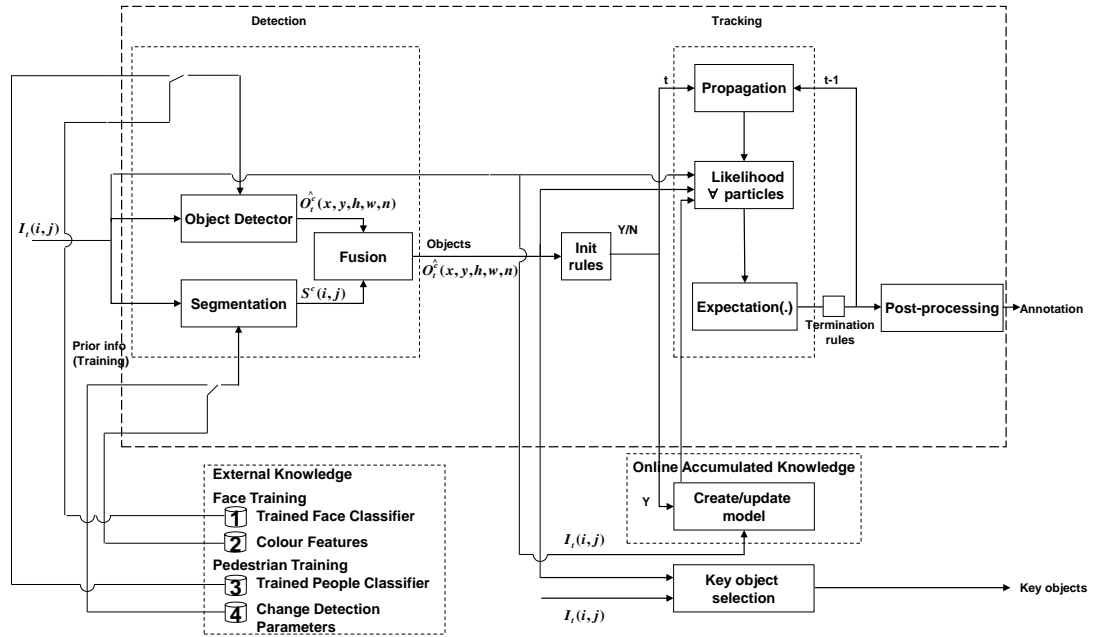 Detection
Tracking
t
Propagation
t-1
Likelihood
∀ particles
Object Detector
O_t^ĉ(x, y, h, w, n)
I_t(i, j)
Y/N
Fusion
Objects
O_t^ĉ(x, y, h, w, n)
Init
rules
Segmentation
S^c(i, j)
Expectation(.)
Termination
rules
Post-processing
Annotation
Prior info
(Training)
External Knowledge
Face Training
1 Trained Face Classifier
2 Colour Features
Pedestrian Training
3 Trained People Classifier
4 Change Detection
Parameters
Online Accumulated Knowledge
Y
Create/update
model
I_t(i, j)
Key object
selection
Key objects
I_t(i, j)